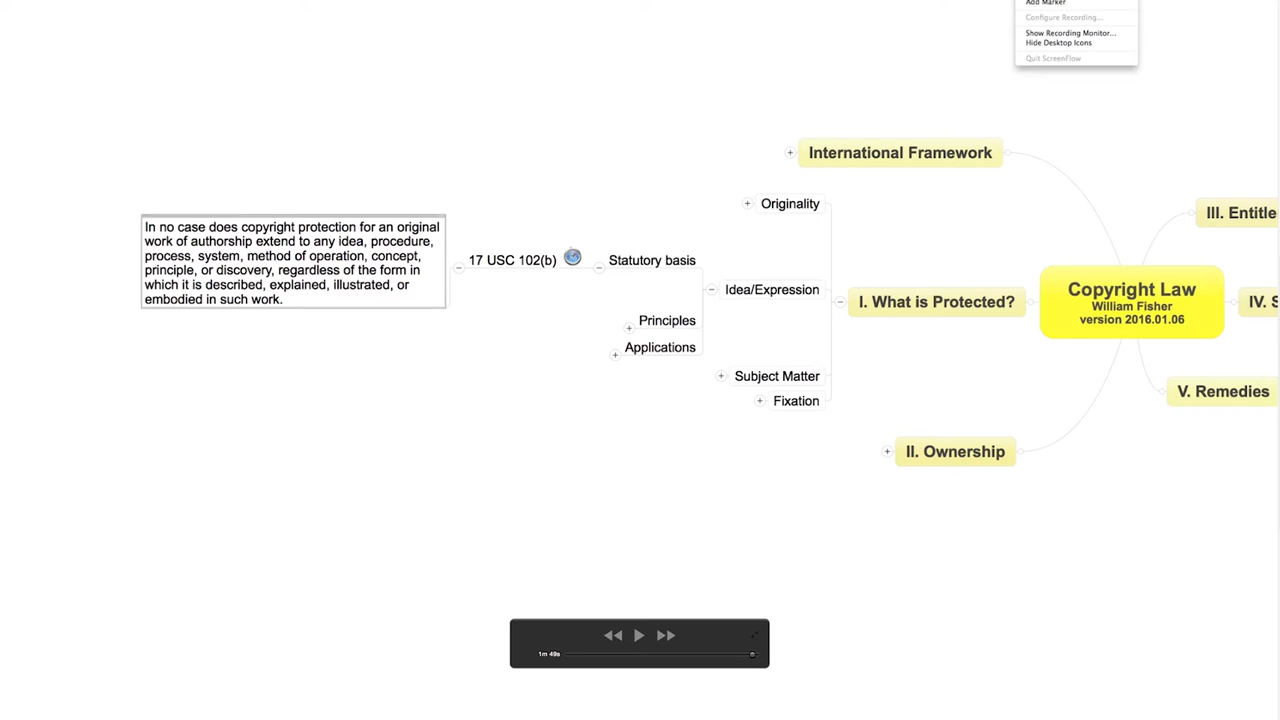 Add Marker
Configure Recording...
Show Recording Monitor...
Hide Desktop Icons
Quit ScreenFlow
International Framework
Originality
III. Entitle
In no case does copyright protection for an original
work of authorship extend to any idea, procedure,
process, system, method of operation, concept,
principle, or discovery, regardless of the form in
which it is described, explained, illustrated, or
embodied in such work.
17 USC 102(b)
Statutory basis
Idea/Expression
Principles
Applications
I. What is Protected?
Copyright Law
William Fisher
version 2016.01.06
IV. S
Subject Matter
Fixation
V. Remedies
II. Ownership
1m 49s